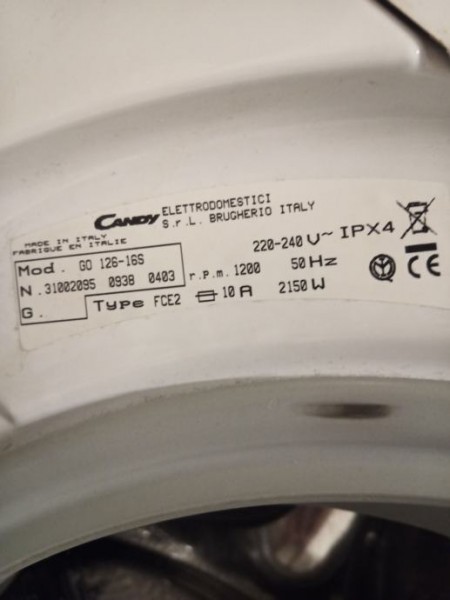 CANDY ELETTRODOMESTICI
S.r.L. BRUGHERIO ITALY
MADE IN ITALY
FABRIQUE EN ITALIE
Mod. GO 126-16S
220-240 V~ IPX4
N.31002095 0938 0403
r.p.m. 1200 50 Hz
G.
Type FCE2 10 A 2150 W
CE